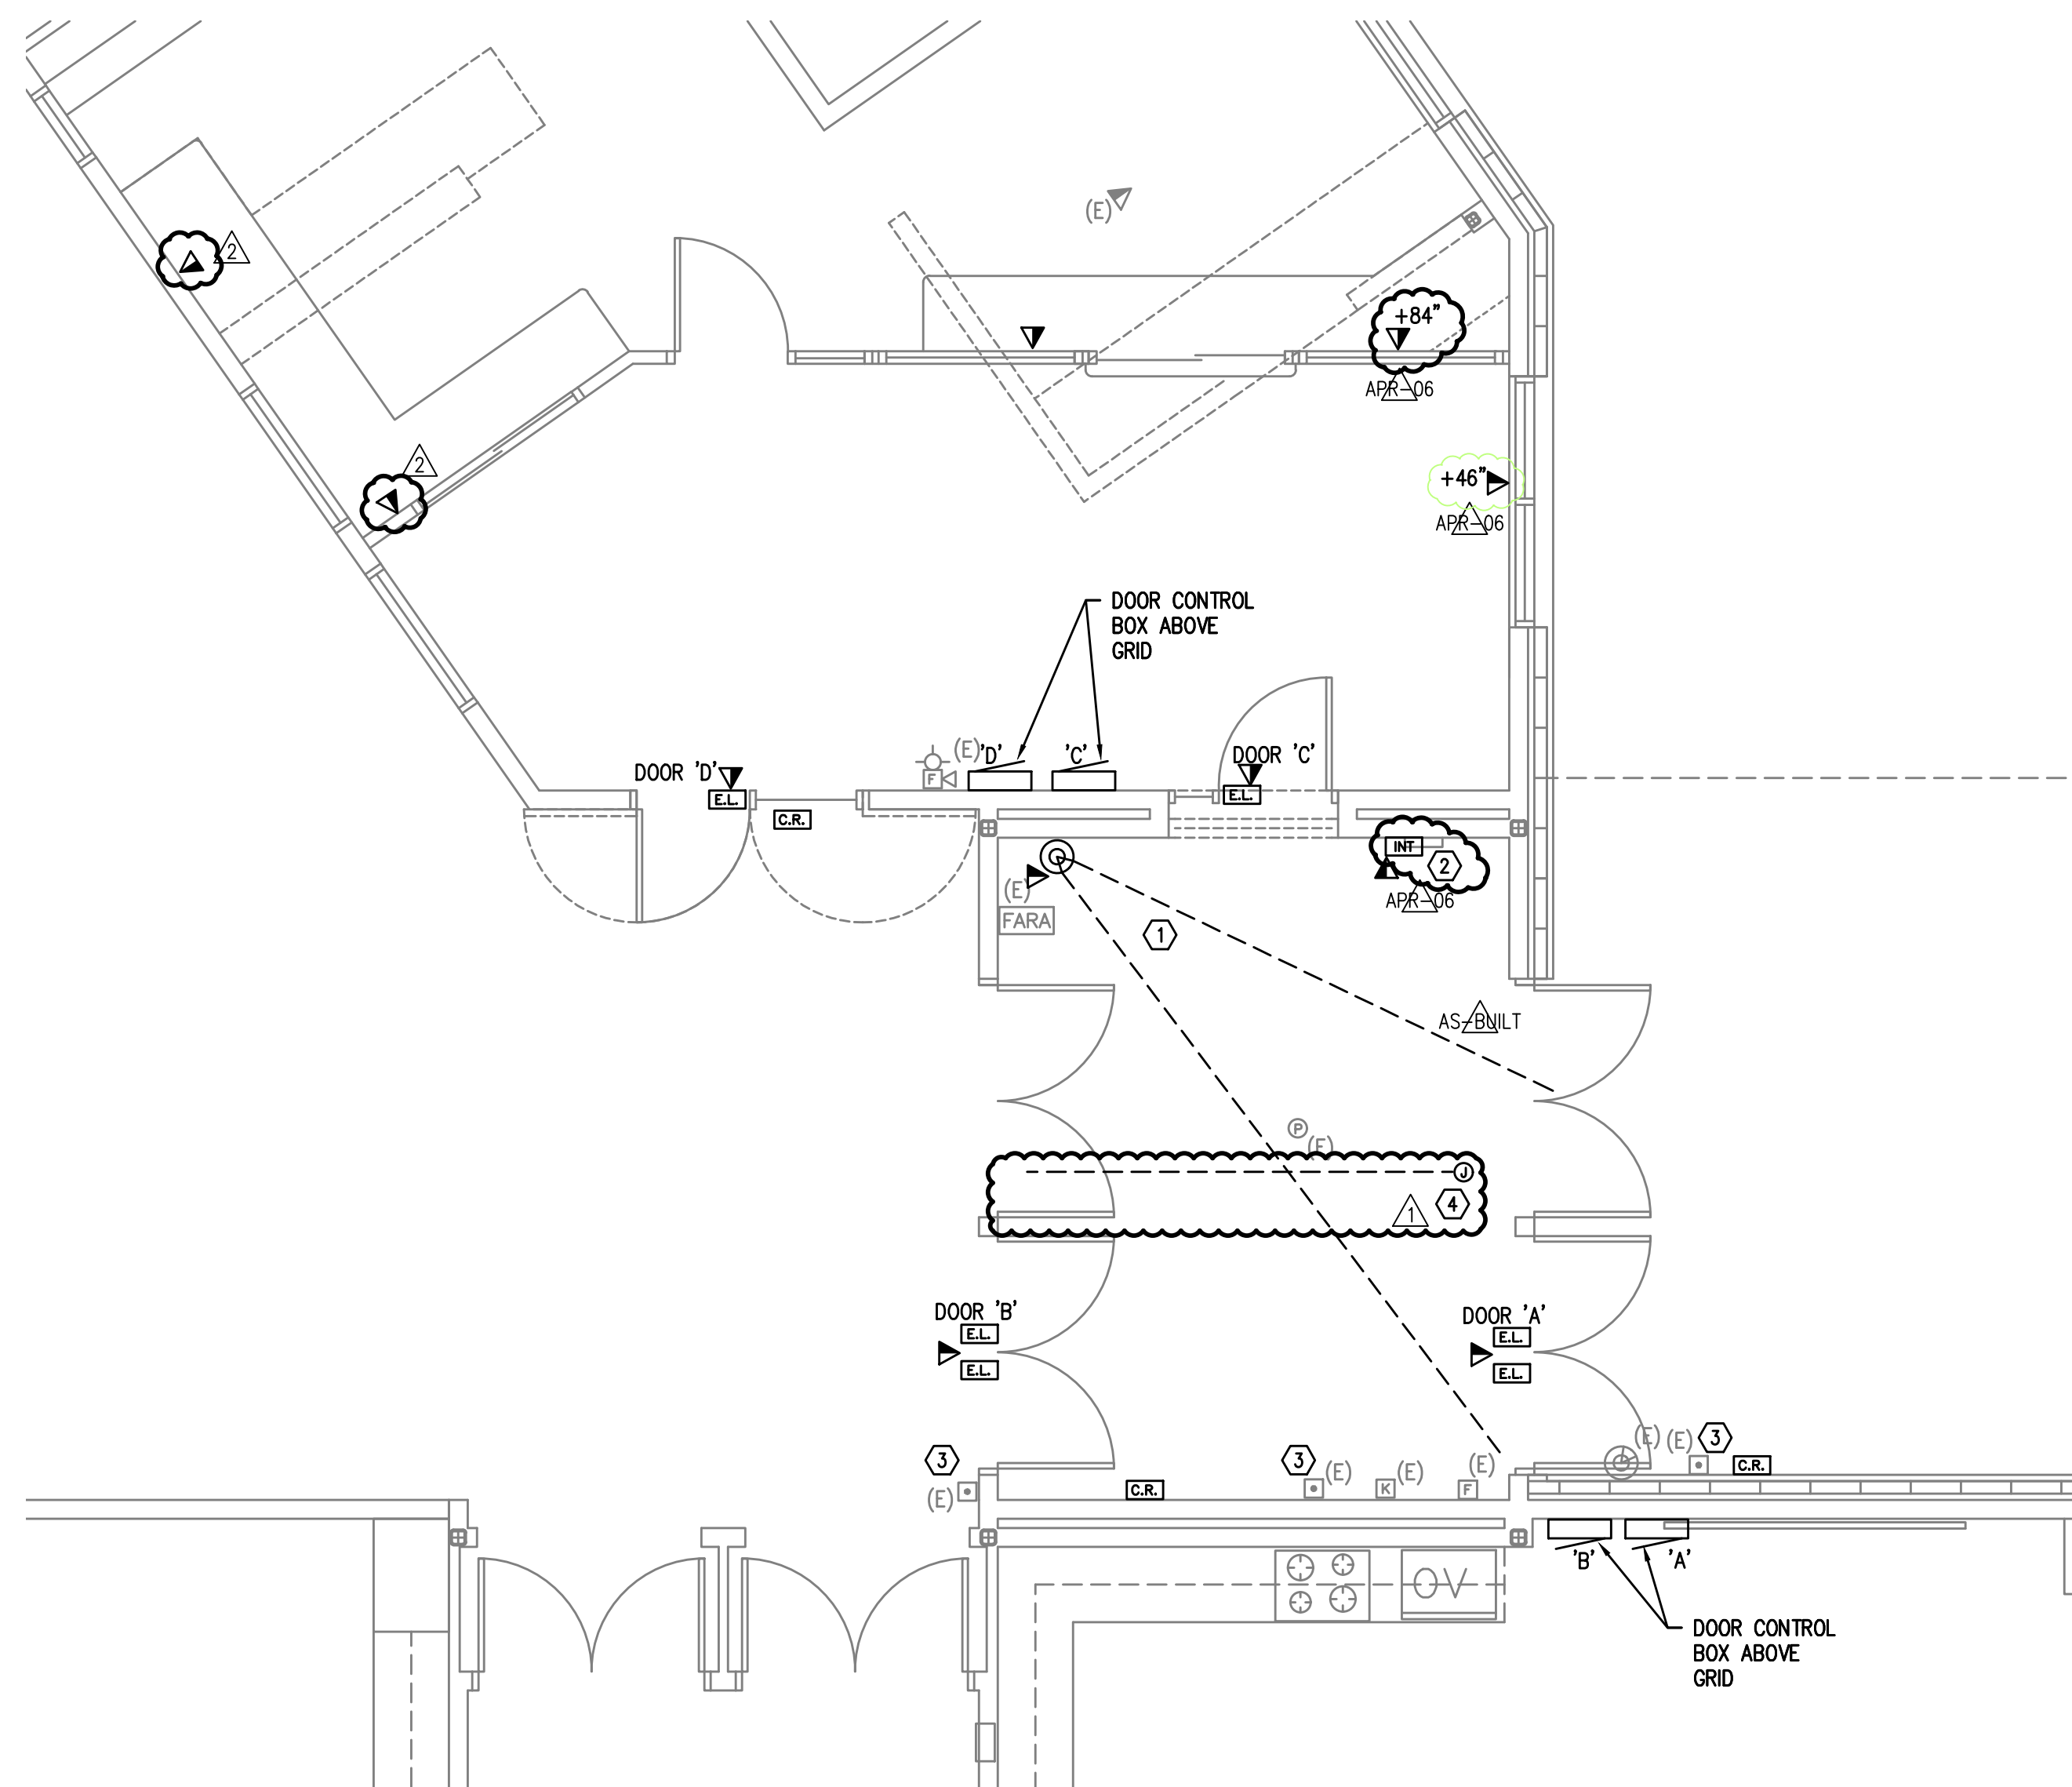 (E)
2
+84"
APR-06
2
+46"
APR-06
DOOR CONTROL
BOX ABOVE
GRID
(E)
'D'
'C'
DOOR 'C'
DOOR 'D'
F
E.L.
E.L.
C.R.
INT
2
(E)
APR-06
FARA
1
AS-BUILT
P
(E)
J
1
4
DOOR 'B'
DOOR 'A'
E.L.
E.L.
E.L.
E.L.
3
3
(E)
(E)
3
(E)
(E)
(E)
C.R.
(E)
C.R.
K
F
OV
'B'
'A'
DOOR CONTROL
BOX ABOVE
GRID